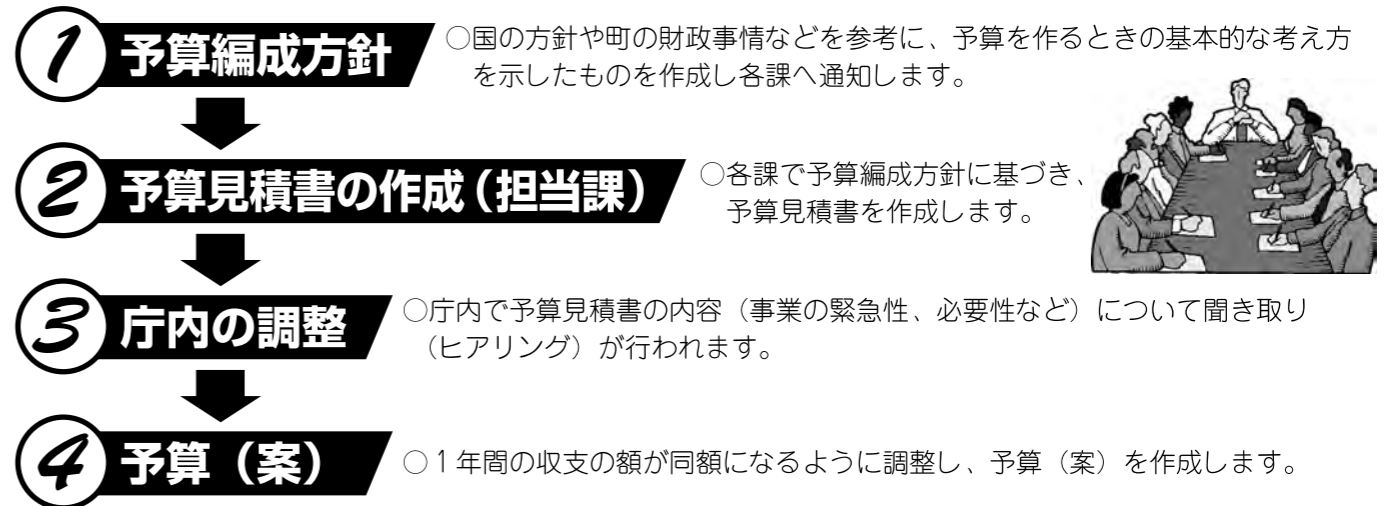 1 予算編成方針
○国の方針や町の財政事情などを参考に、予算を作るときの基本的な考え方
を示したものを作成し各課へ通知します。
2 予算見積書の作成（担当課）
○各課で予算編成方針に基づき、
予算見積書を作成します。
3 庁内の調整
○庁内で予算見積書の内容（事業の緊急性、必要性など）について聞き取り
（ヒアリング）が行われます。
4 予算（案）
○１年間の収支の額が同額になるように調整し、予算（案）を作成します。